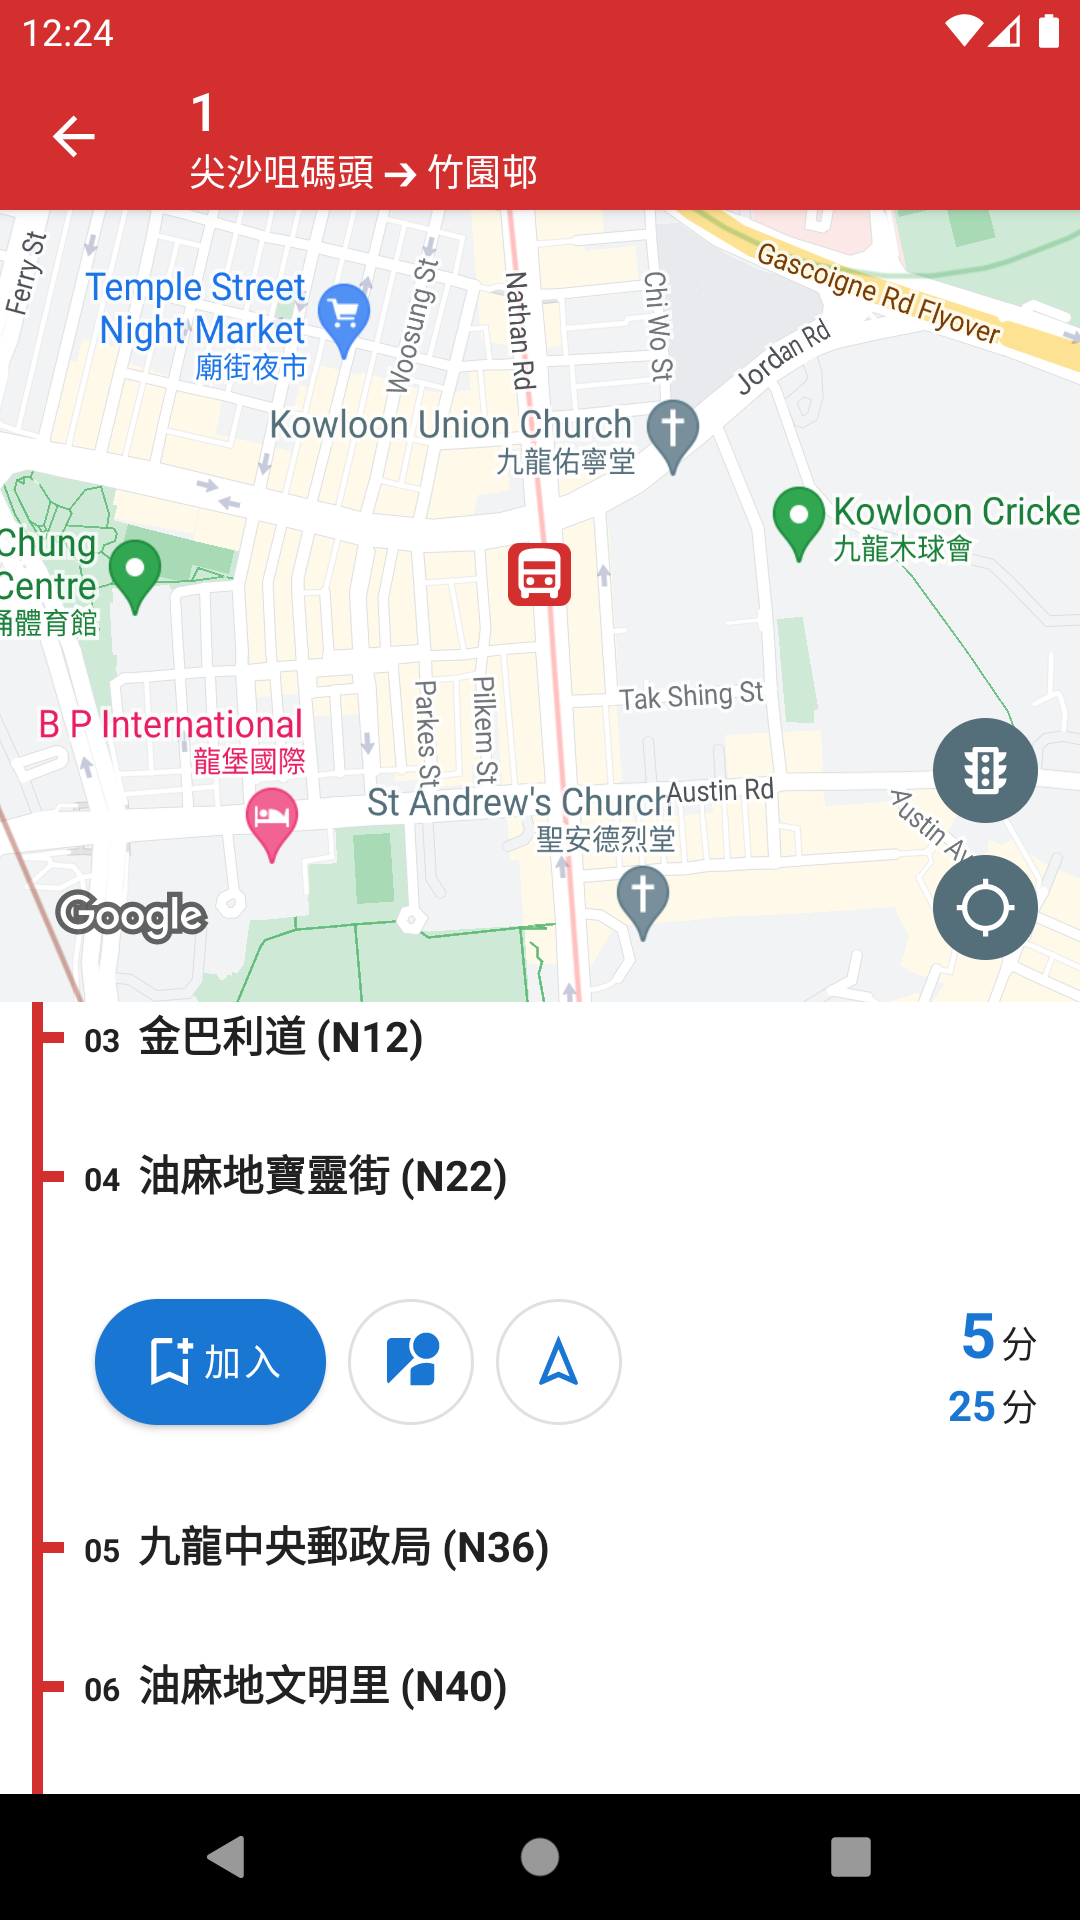 12:24
1
尖沙咀碼頭 ➔ 竹園邨
Ferry St
Temple Street
Night Market
廟街夜市
Woosung St
Nathan Rd
Chi Wo St
Gascoigne Rd Flyover
Jordan Rd
Kowloon Union Church
九龍佑寧堂
Kowloon Cricke
九龍木球會
Chung
Centre
涌體育館
Tak Shing St
B P International
龍堡國際
Parkes St
Pilkem St
St Andrew's Church
聖安德烈堂
Austin Rd
Austin Av
Google
03 金巴利道 (N12)
04 油麻地寶靈街 (N22)
加入
5 分
25 分
05 九龍中央郵政局 (N36)
06 油麻地文明里 (N40)